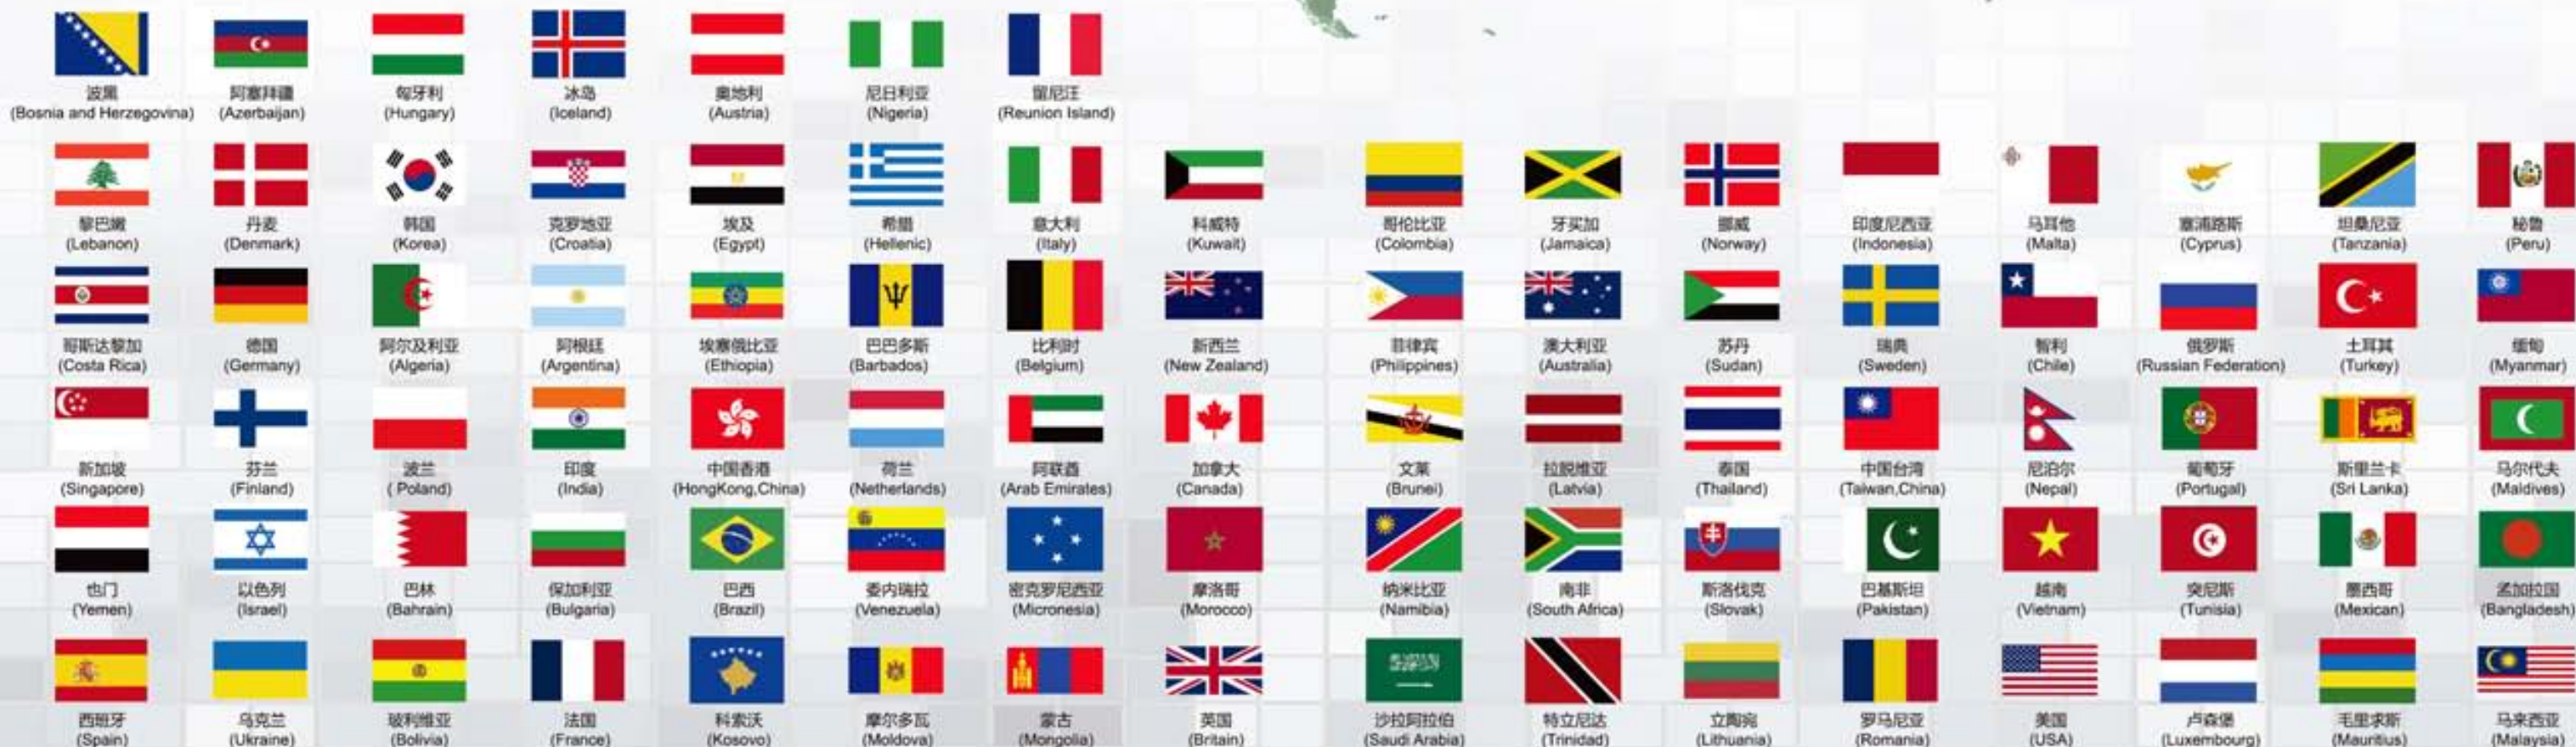 波黑
(Bosnia and Herzegovina)
阿塞拜疆
(Azerbaijan)
匈牙利
(Hungary)
冰岛
(Iceland)
奥地利
(Austria)
尼日利亚
(Nigeria)
留尼汪
(Reunion Island)
黎巴嫩
(Lebanon)
丹麦
(Denmark)
韩国
(Korea)
克罗地亚
(Croatia)
埃及
(Egypt)
希腊
(Hellenic)
意大利
(Italy)
科威特
(Kuwait)
哥伦比亚
(Colombia)
牙买加
(Jamaica)
挪威
(Norway)
印度尼西亚
(Indonesia)
马耳他
(Malta)
塞浦路斯
(Cyprus)
坦桑尼亚
(Tanzania)
秘鲁
(Peru)
哥斯达黎加
(Costa Rica)
德国
(Germany)
阿尔及利亚
(Algeria)
阿根廷
(Argentina)
埃塞俄比亚
(Ethiopia)
巴巴多斯
(Barbados)
比利时
(Belgium)
新西兰
(New Zealand)
菲律宾
(Philippines)
澳大利亚
(Australia)
苏丹
(Sudan)
瑞典
(Sweden)
智利
(Chile)
俄罗斯
(Russian Federation)
土耳其
(Turkey)
缅甸
(Myanmar)
新加坡
(Singapore)
芬兰
(Finland)
波兰
( Poland)
印度
(India)
中国香港
(HongKong,China)
荷兰
(Netherlands)
阿联酋
(Arab Emirates)
加拿大
(Canada)
文莱
(Brunei)
拉脱维亚
(Latvia)
泰国
(Thailand)
中国台湾
(Taiwan,China)
尼泊尔
(Nepal)
葡萄牙
(Portugal)
斯里兰卡
(Sri Lanka)
马尔代夫
(Maldives)
也门
(Yemen)
以色列
(Israel)
巴林
(Bahrain)
保加利亚
(Bulgaria)
巴西
(Brazil)
委内瑞拉
(Venezuela)
密克罗尼西亚
(Micronesia)
摩洛哥
(Morocco)
纳米比亚
(Namibia)
南非
(South Africa)
斯洛伐克
(Slovak)
巴基斯坦
(Pakistan)
越南
(Vietnam)
突尼斯
(Tunisia)
墨西哥
(Mexican)
孟加拉国
(Bangladesh)
西班牙
(Spain)
乌克兰
(Ukraine)
玻利维亚
(Bolivia)
法国
(France)
科索沃
(Kosovo)
摩尔多瓦
(Moldova)
蒙古
(Mongolia)
英国
(Britain)
沙拉阿拉伯
(Saudi Arabia)
特立尼达
(Trinidad)
立陶宛
(Lithuania)
罗马尼亚
(Romania)
美国
(USA)
卢森堡
(Luxembourg)
毛里求斯
(Mauritius)
马来西亚
(Malaysia)